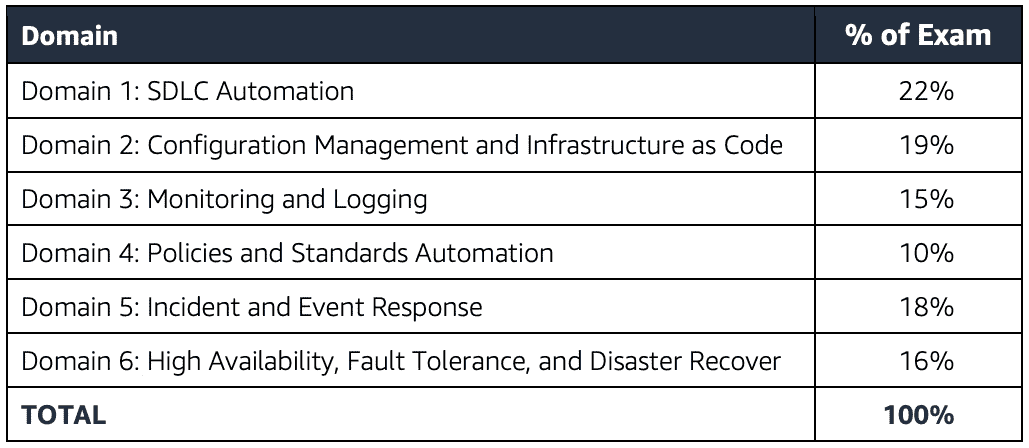 Domain % of Exam
Domain 1: SDLC Automation 22%
Domain 2: Configuration Management and Infrastructure as Code 19%
Domain 3: Monitoring and Logging 15%
Domain 4: Policies and Standards Automation 10%
Domain 5: Incident and Event Response 18%
Domain 6: High Availability, Fault Tolerance, and Disaster Recover 16%
TOTAL 100%